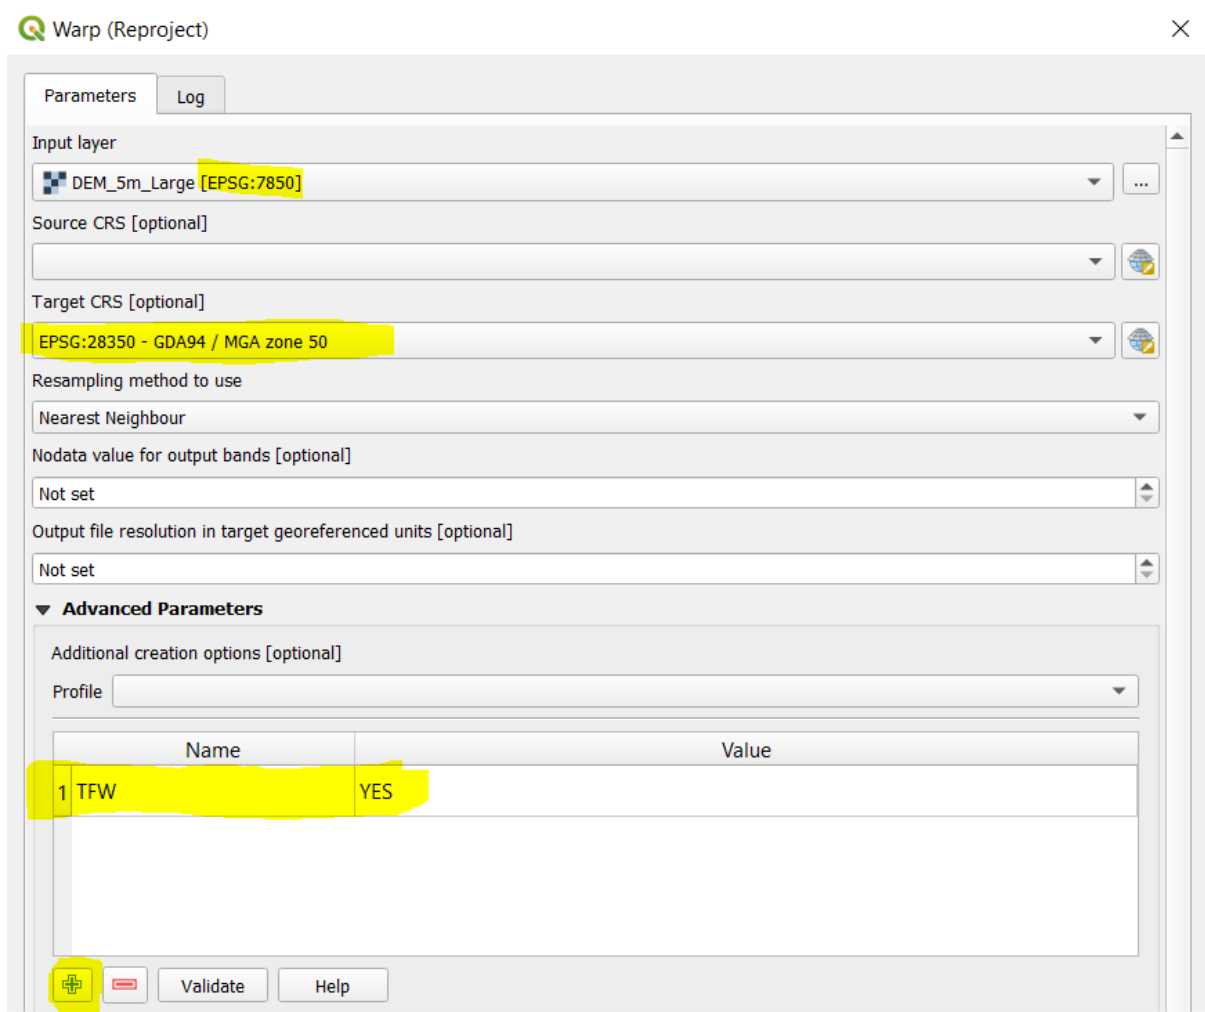 Warp (Reproject)
Parameters Log
Input layer
DEM_5m_Large [EPSG:7850]
...
Source CRS [optional]
Target CRS [optional]
EPSG:28350 - GDA94 / MGA zone 50
Resampling method to use
Nearest Neighbour
Nodata value for output bands [optional]
Not set
Output file resolution in target georeferenced units [optional]
Not set
Advanced Parameters
Additional creation options [optional]
Profile
Name Value
1 TFW YES
Validate Help